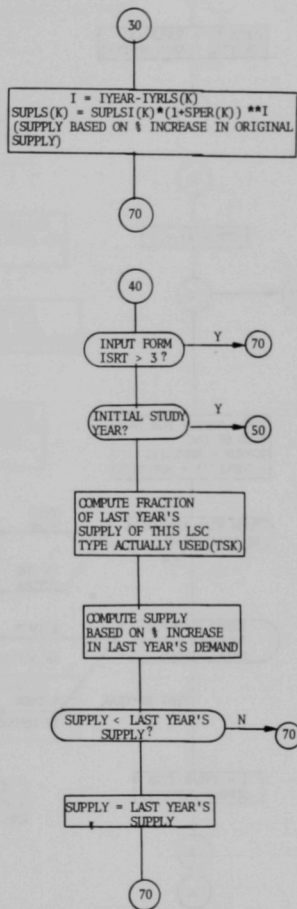 30
I = IYEAR-IYRLS(K)
SUPLS(K) = SUPLSI(K)*(1+SPER(K)) **I
(SUPPLY BASED ON % INCREASE IN ORIGINAL
SUPPLY)
70
40
INPUT FORM
ISRT > 3 ?
Y
70
INITIAL STUDY
YEAR?
Y
50
COMPUTE FRACTION
OF LAST YEAR'S
SUPPLY OF THIS LSC
TYPE ACTUALLY USED(TSK)
COMPUTE SUPPLY
BASED ON % INCREASE
IN LAST YEAR'S DEMAND
SUPPLY < LAST YEAR'S
SUPPLY?
N
70
SUPPLY = LAST YEAR'S
SUPPLY
70